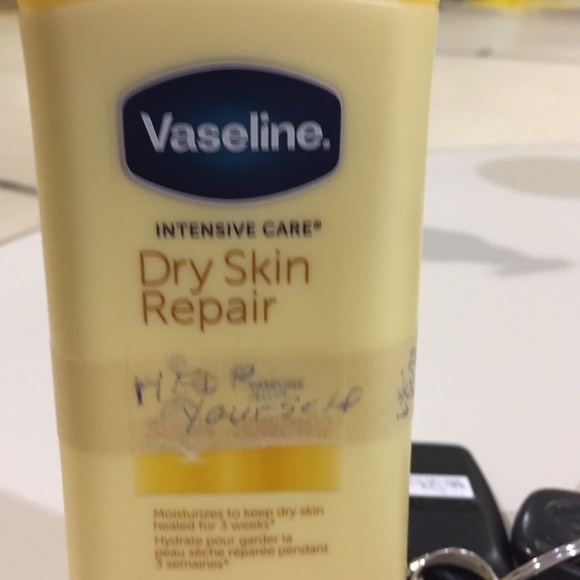 Vaseline.
INTENSIVE CARE®
Dry Skin
Repair
HELP
yourself
Moisturizes to keep dry skin
healed for 3 weeks*
Hydrate pour garder la
peau sèche réparée pendant
3 semaines*